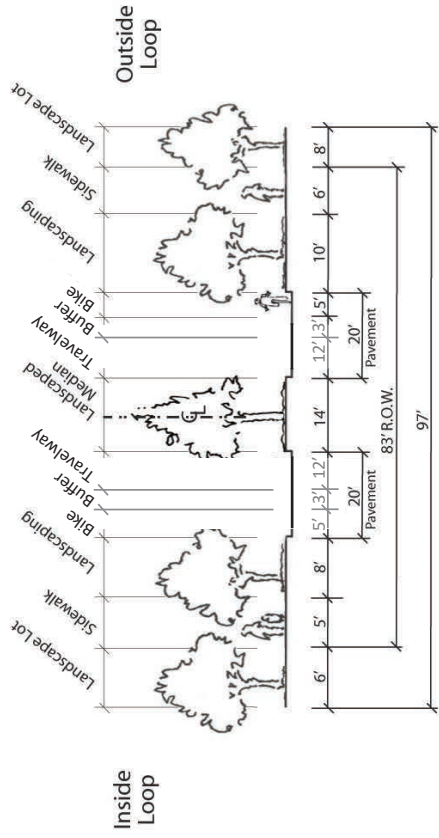 Inside
Loop
Landscape Lot
Sidewalk
Landscaping
Bike
Buffer
Travelway
Landscaped
Median
Travelway
Buffer
Bike
Landscaping
Sidewalk
Landscape Lot
Outside
Loop
CL
6'
5'
8'
5'
3'
12'
14'
12'
3'
5'
10'
6'
8'
20'
Pavement
20'
Pavement
83' R.O.W.
97'